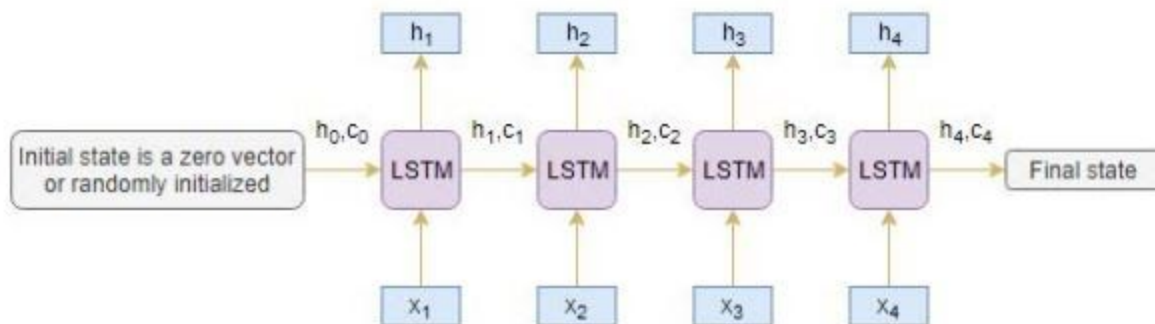 h₁ h₂ h₃ h₄
h₀,c₀ h₁,c₁ h₂,c₂ h₃,c₃ h₄,c₄
Initial state is a zero vector
or randomly initialized
LSTM LSTM LSTM LSTM
Final state
x₁ x₂ x₃ x₄